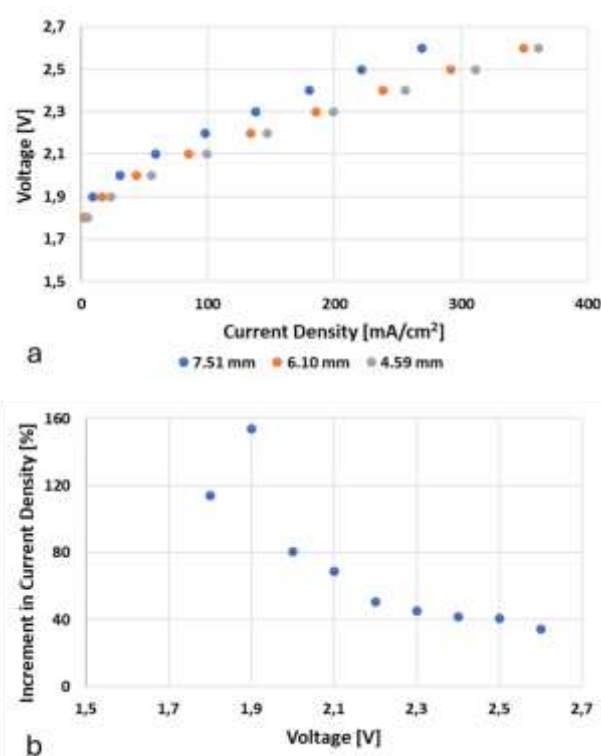 2,7
2,5
2,3
2,1
1,9
1,7
1,5
Voltage [V]
0 100 200 300 400
Current Density [mA/cm²]
a
7.51 mm 6.10 mm 4.59 mm
160
120
80
40
0
Increment in Current Density [%]
1,5 1,7 1,9 2,1 2,3 2,5 2,7
Voltage [V]
b